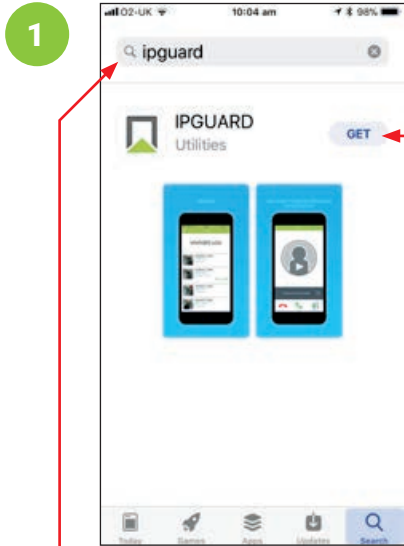 1
O2-UK 10:04 am 98%
ipguard
IPGUARD
Utilities
GET
Today Games Apps Updates Search